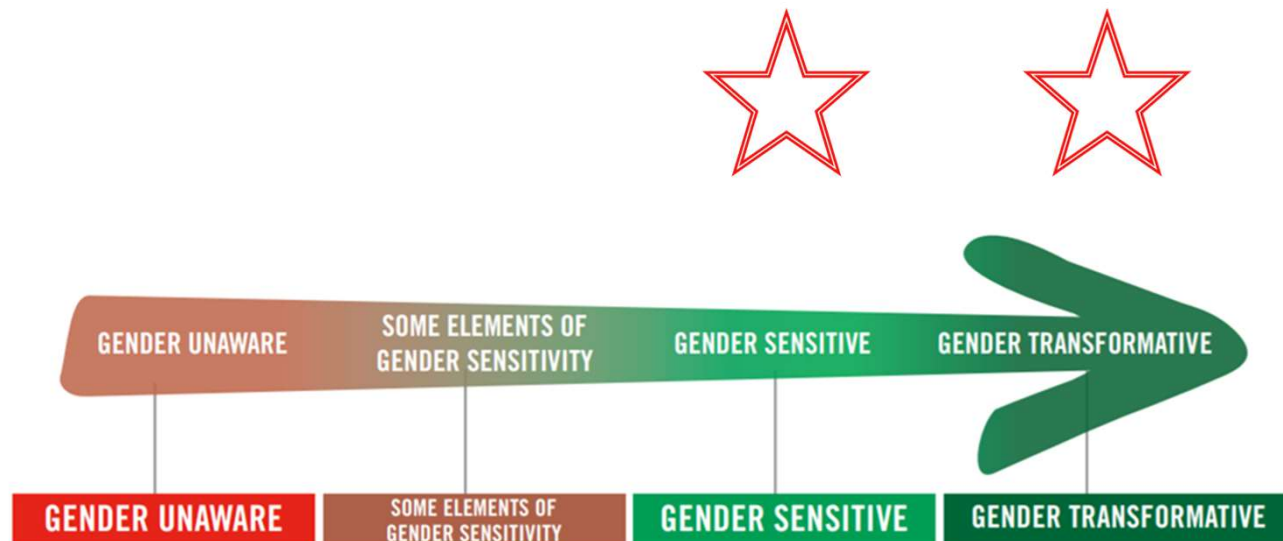 GENDER UNAWARE
SOME ELEMENTS OF
GENDER SENSITIVITY
GENDER SENSITIVE
GENDER TRANSFORMATIVE
GENDER UNAWARE
SOME ELEMENTS OF
GENDER SENSITIVITY
GENDER SENSITIVE
GENDER TRANSFORMATIVE